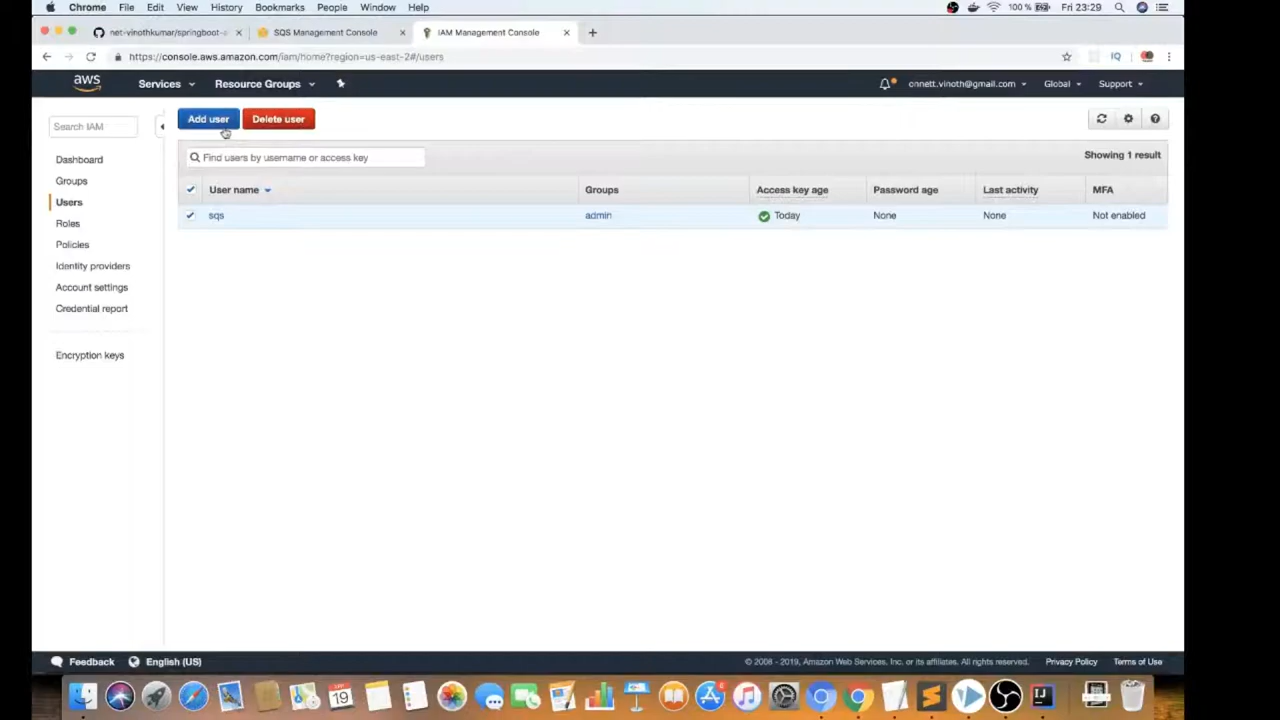 Chrome File Edit View History Bookmarks People Window Help 100 % Fri 23:29
net-vinothkumar/springboot-a SQS Management Console IAM Management Console
https://console.aws.amazon.com/iam/home?region=us-east-2#/users IQ
aws Services Resource Groups onnett.vinoth@gmail.com Global Support
Add user Delete user
Search IAM
Find users by username or access key Showing 1 result
Dashboard
Groups
Users
Roles
Policies
Identity providers
Account settings
Credential report
Encryption keys
User name Groups Access key age Password age Last activity MFA
sqs admin Today None None Not enabled
Feedback English (US) © 2008 - 2019, Amazon Web Services, Inc. or its affiliates. All rights reserved. Privacy Policy Terms of Use
19